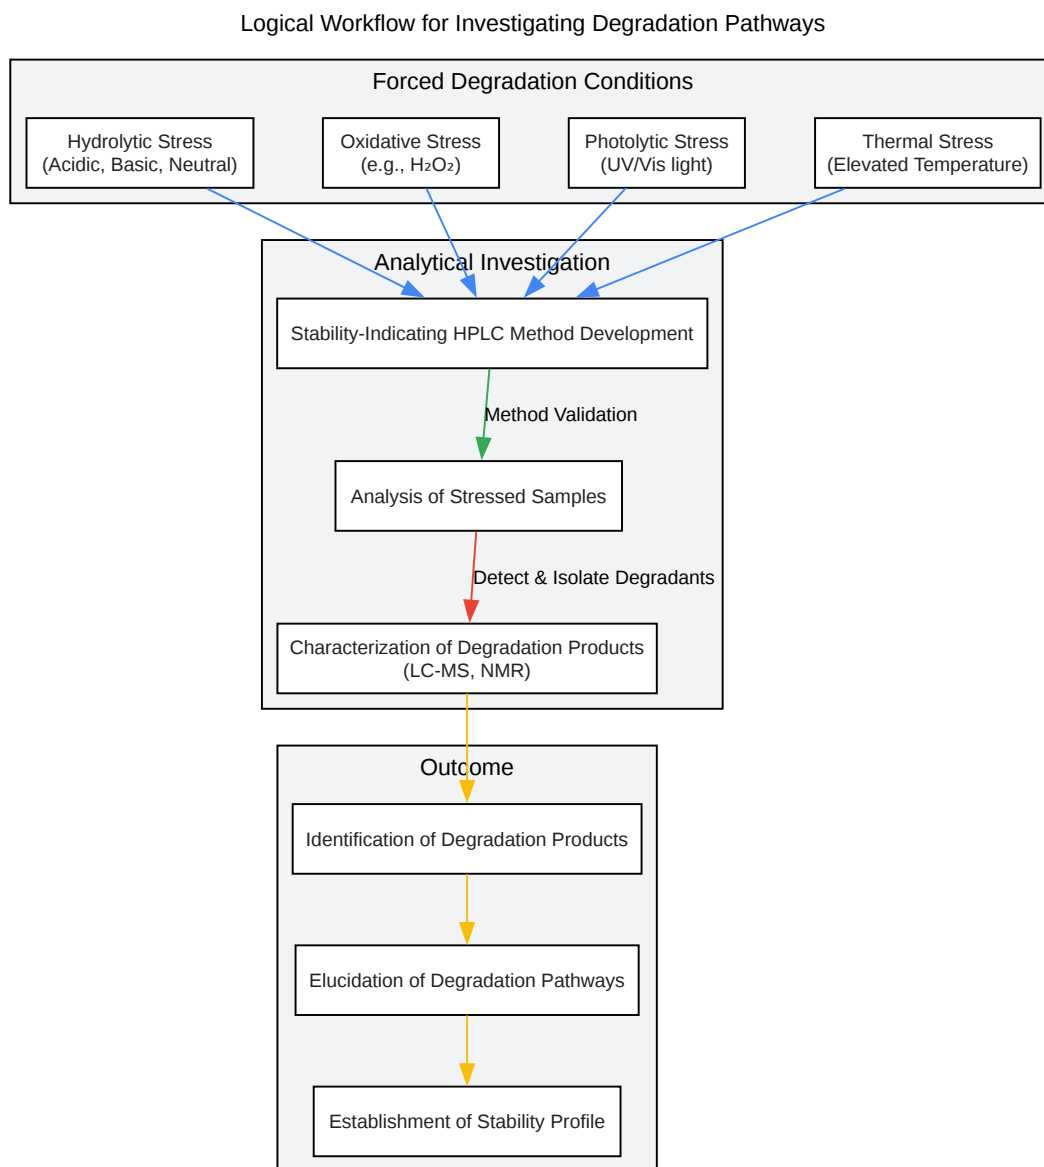 Logical Workflow for Investigating Degradation Pathways
Forced Degradation Conditions
Hydrolytic Stress
(Acidic, Basic, Neutral)
Oxidative Stress
(e.g., H₂O₂)
Photolytic Stress
(UV/Vis light)
Thermal Stress
(Elevated Temperature)
Analytical Investigation
Stability-Indicating HPLC Method Development
Method Validation
Analysis of Stressed Samples
Detect & Isolate Degradants
Characterization of Degradation Products
(LC-MS, NMR)
Outcome
Identification of Degradation Products
Elucidation of Degradation Pathways
Establishment of Stability Profile